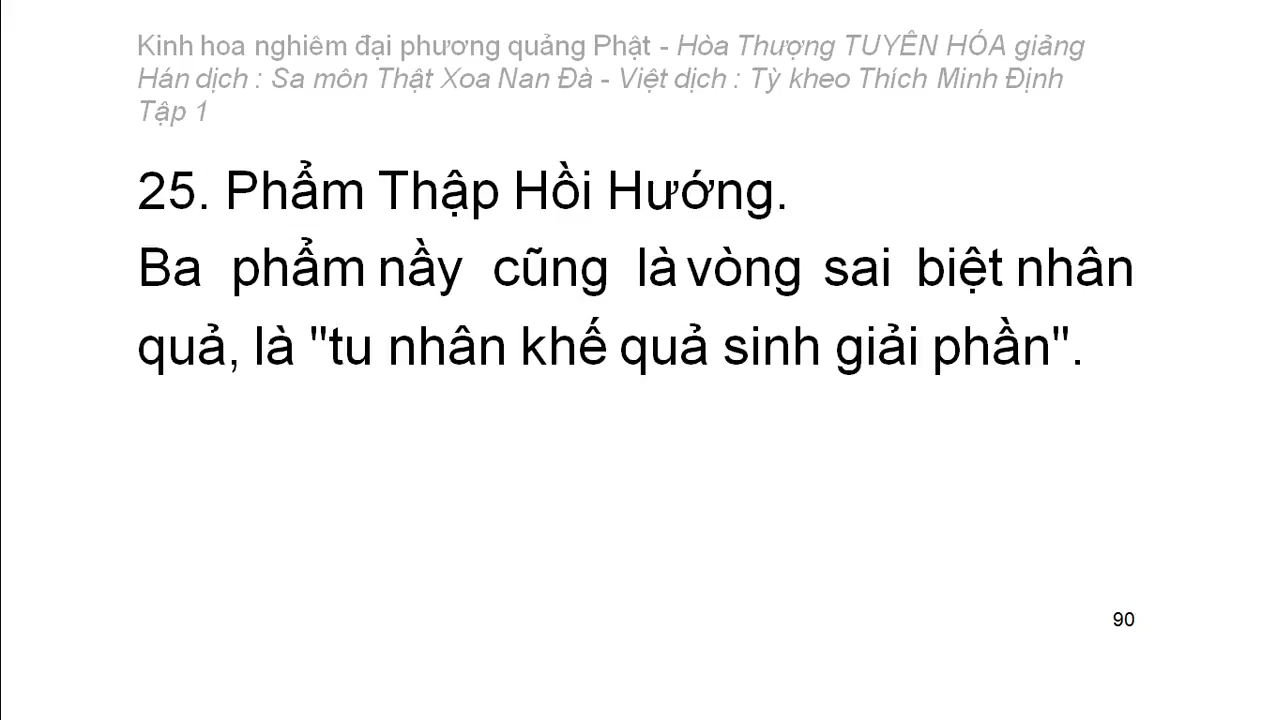 Kinh hoa nghiêm đại phương quảng Phật - Hòa Thượng TUYÊN HÓA giảng
Hán dịch : Sa môn Thật Xoa Nan Đà - Việt dịch : Tỳ kheo Thích Minh Định
Tập 1
25. Phẩm Thập Hồi Hướng.
Ba phẩm nầy cũng là vòng sai biệt nhân
quả, là "tu nhân khế quả sinh giải phần".
90